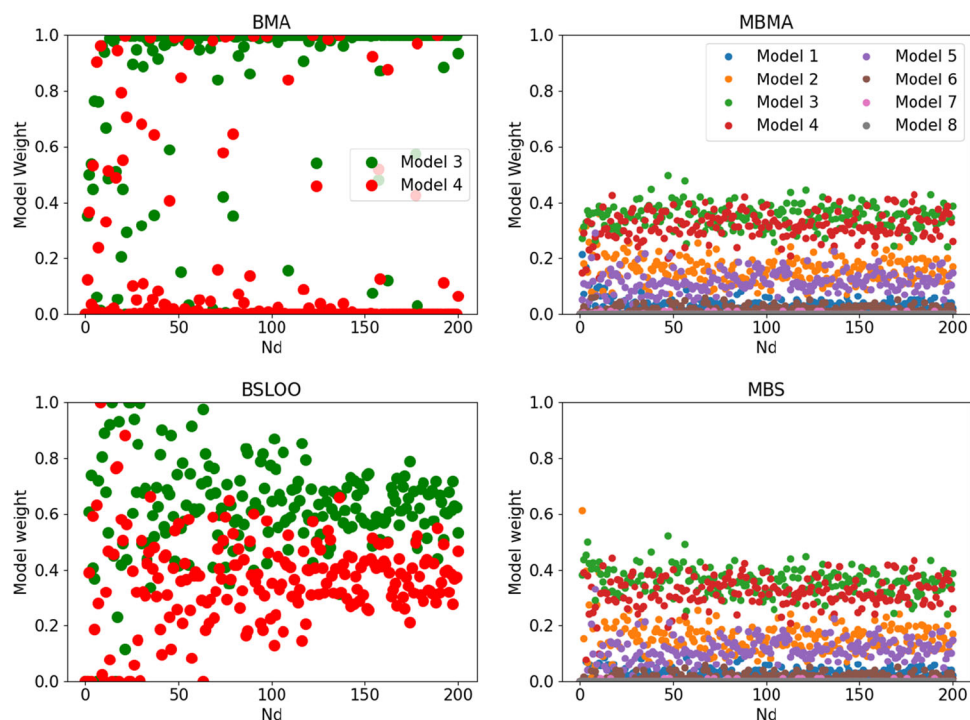 BMA
1.0
0.8
0.6
0.4
0.2
0.0
Model Weight
Model 3
Model 4
0
50
100
150
200
Nd
MBMA
1.0
0.8
0.6
0.4
0.2
0.0
Model Weight
Model 1
Model 2
Model 3
Model 4
Model 5
Model 6
Model 7
Model 8
0
50
100
150
200
Nd
BSLOO
1.0
0.8
0.6
0.4
0.2
0.0
Model weight
0
50
100
150
200
Nd
MBS
1.0
0.8
0.6
0.4
0.2
0.0
Model weight
0
50
100
150
200
Nd